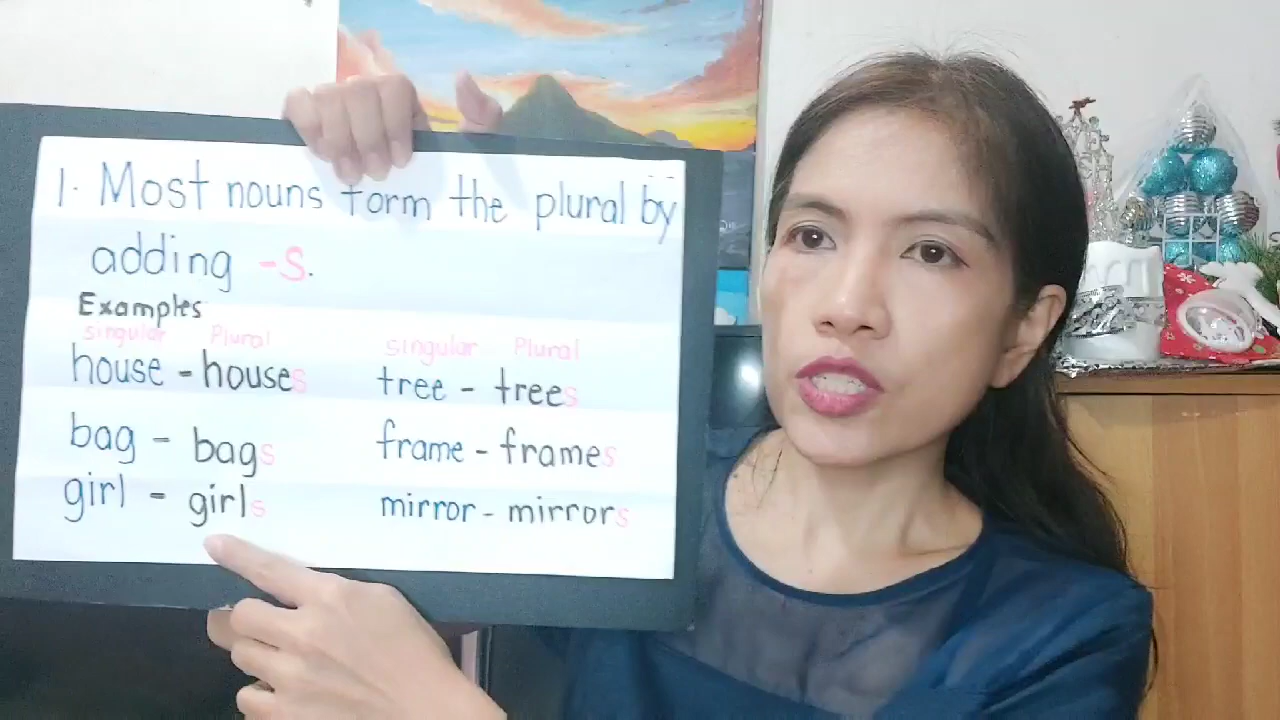 1. Most nouns form the plural by
adding -s.
Examples
singular Plural singular Plural
house - houses tree - trees
bag - bags frame - frames
girl - girls mirror - mirrors